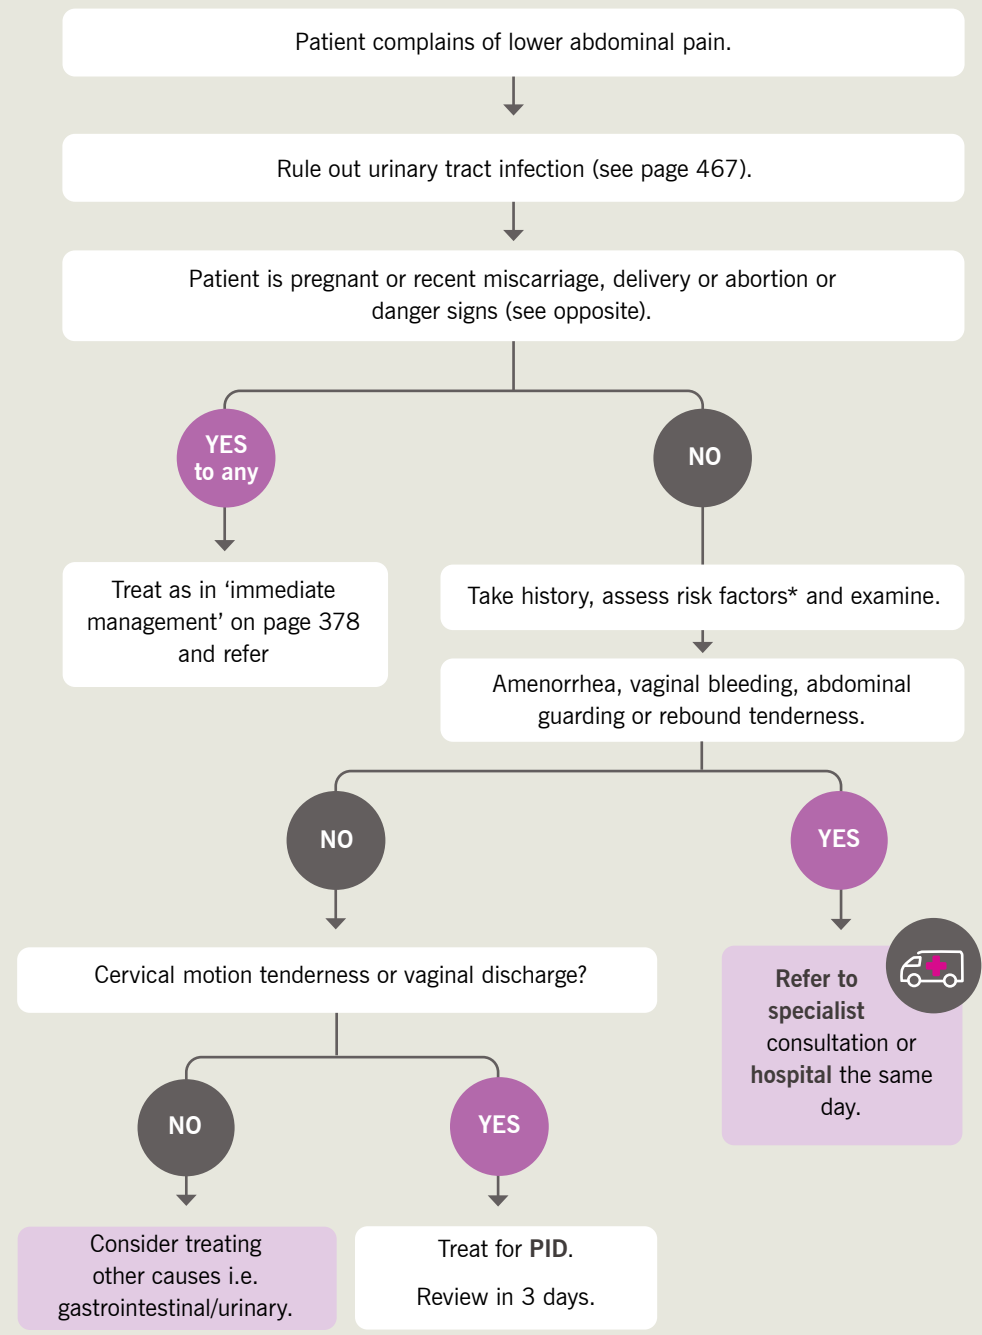 Patient complains of lower abdominal pain.
Rule out urinary tract infection (see page 467).
Patient is pregnant or recent miscarriage, delivery or abortion or
danger signs (see opposite).
YES
to any
NO
Treat as in ‘immediate
management’ on page 378
and refer
Take history, assess risk factors* and examine.
Amenorrhea, vaginal bleeding, abdominal
guarding or rebound tenderness.
NO
YES
Cervical motion tenderness or vaginal discharge?
Refer to
specialist
consultation or
hospital the same
day.
NO
YES
Consider treating
other causes i.e.
gastrointestinal/urinary.
Treat for PID.
Review in 3 days.